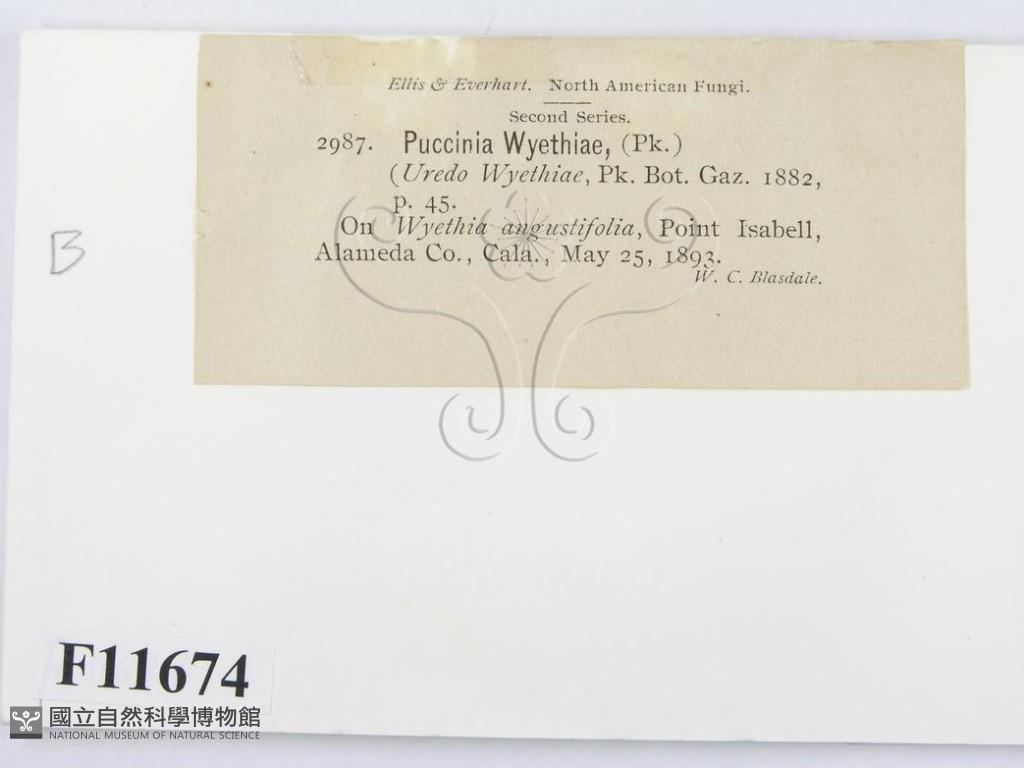 Ellis & Everhart. North American Fungi.
Second Series.
2987. Puccinia Wyethiae, (Pk.)
(Uredo Wyethiae, Pk. Bot. Gaz. 1882,
p. 45.
On Wyethia angustifolia, Point Isabell,
Alameda Co., Cala., May 25, 1893.
W. C. Blasdale.
B
F11674
國立自然科學博物館
NATIONAL MUSEUM OF NATURAL SCIENCE